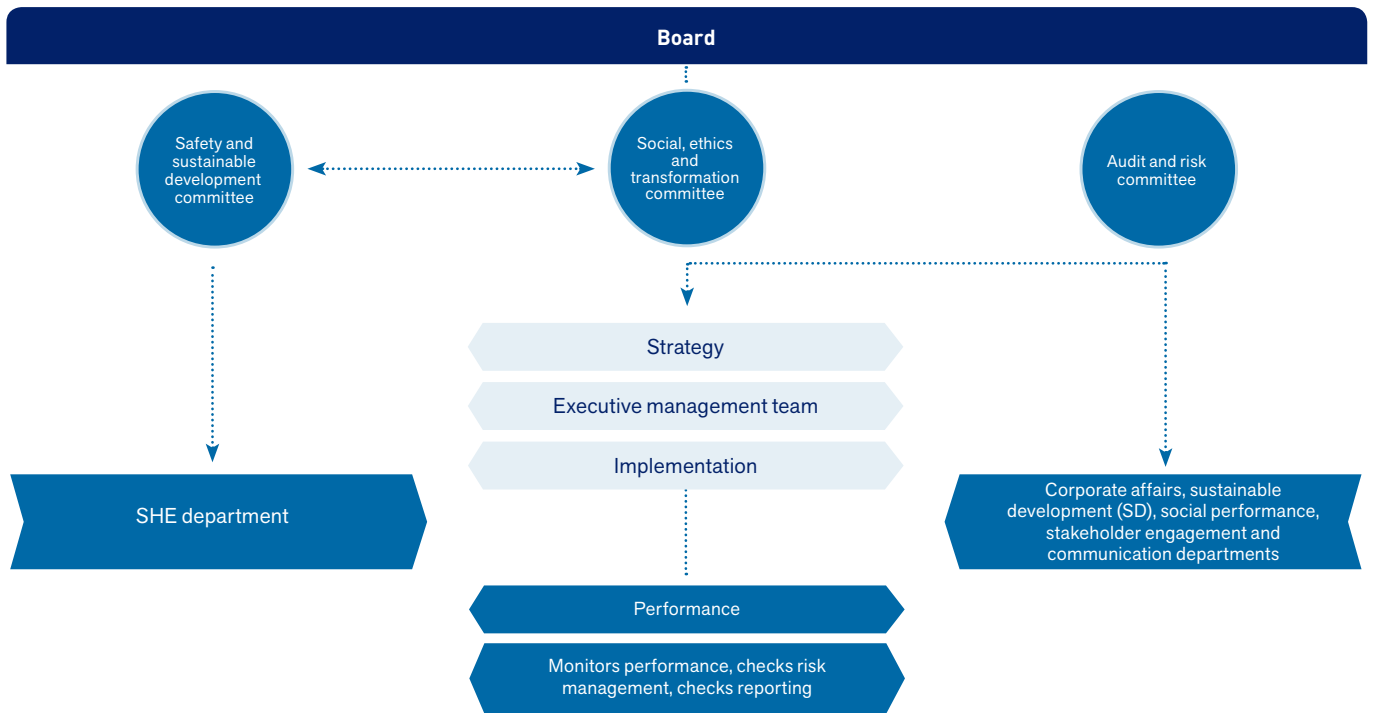 Board
Safety and
sustainable
development
committee
Social, ethics
and
transformation
committee
Audit and risk
committee
Strategy
Executive management team
Implementation
SHE department
Corporate affairs, sustainable
development (SD), social performance,
stakeholder engagement and
communication departments
Performance
Monitors performance, checks risk
management, checks reporting